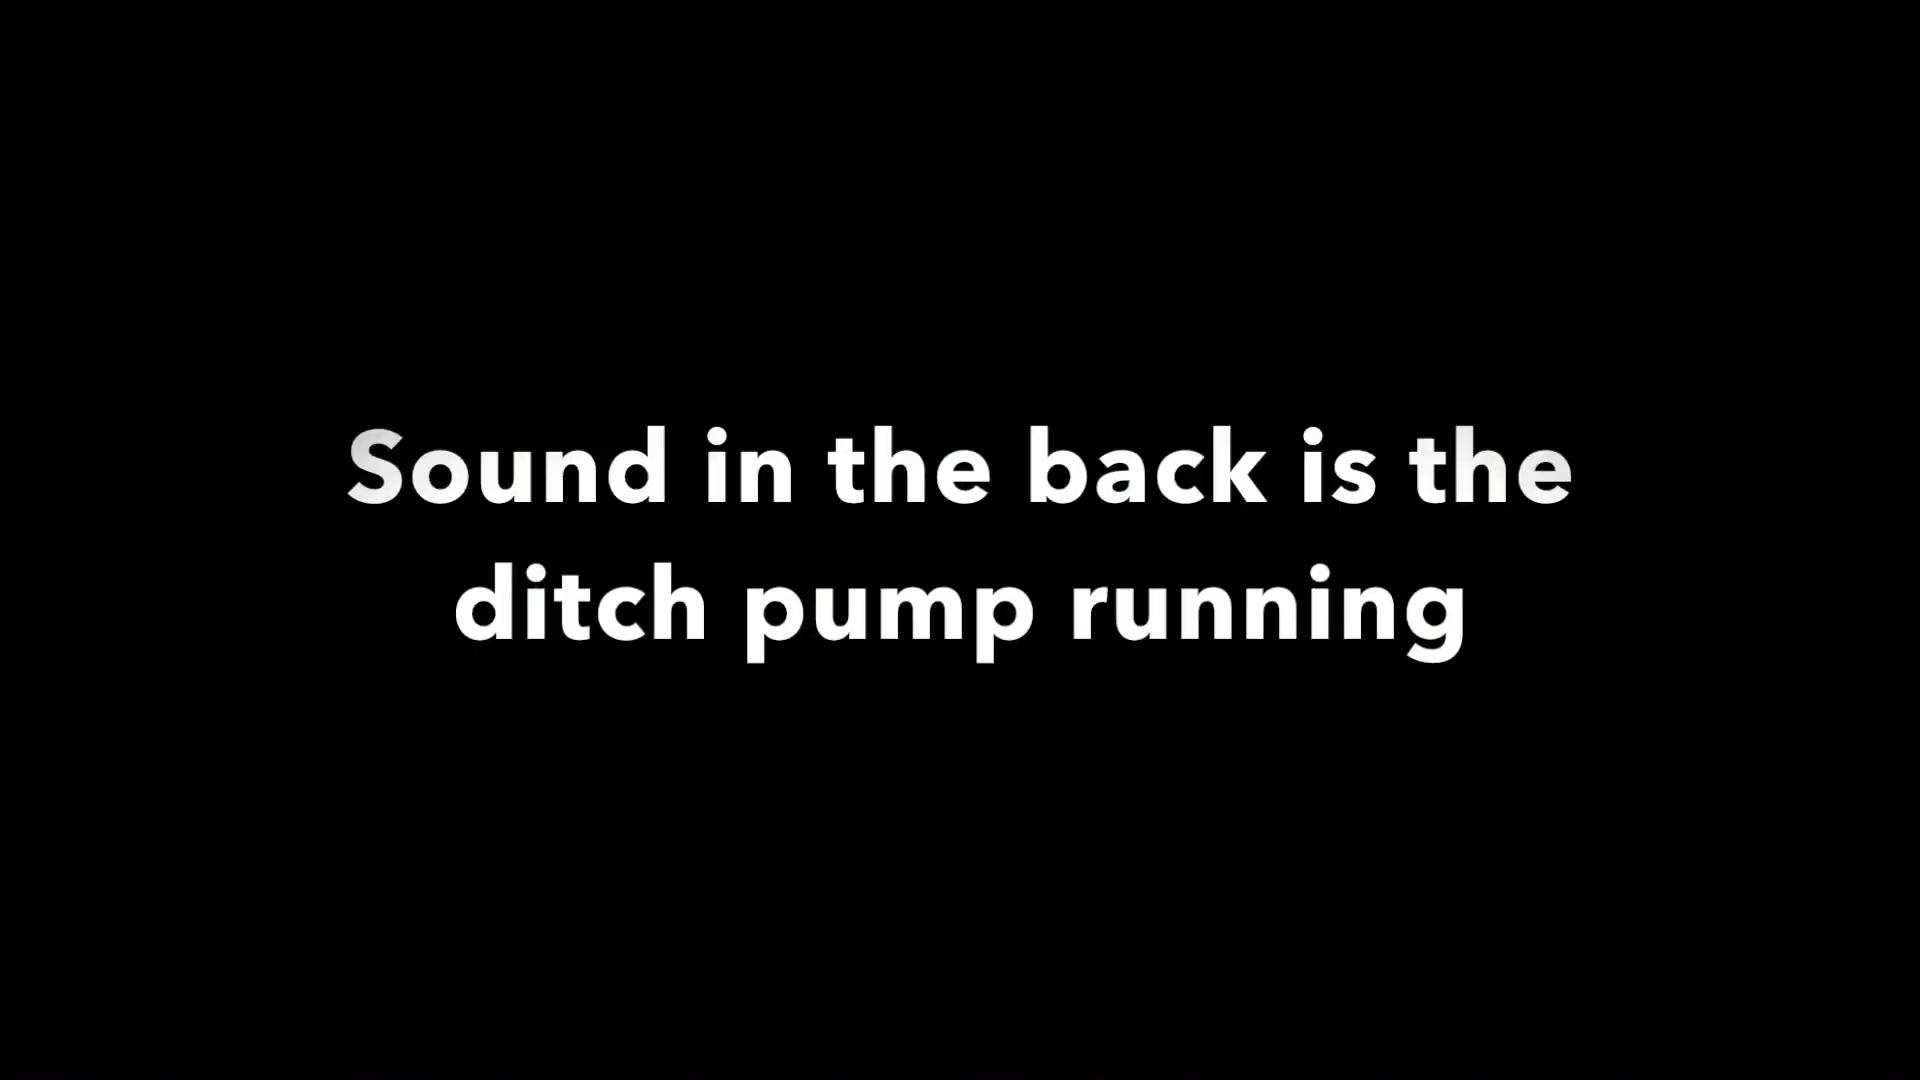 Sound in the back is the
ditch pump running